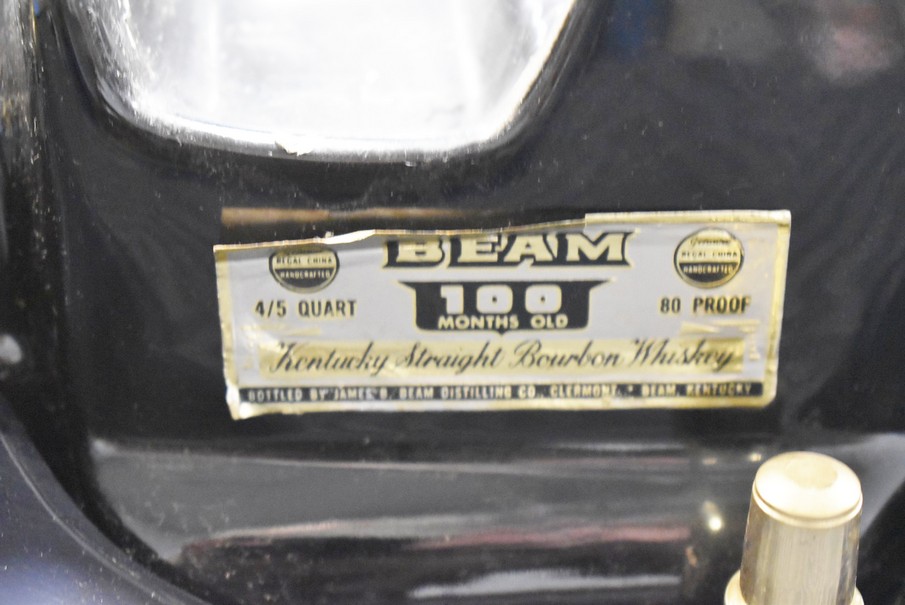 BEAM
REGAL CHINA
HANDCRAFTED
Genuine
REGAL CHINA
HANDCRAFTED
4/5 QUART
100
MONTHS OLD
80 PROOF
Kentucky Straight Bourbon Whiskey
BOTTLED BY JAMES B. BEAM DISTILLING CO., CLERMONT, * BEAM, KENTUCKY